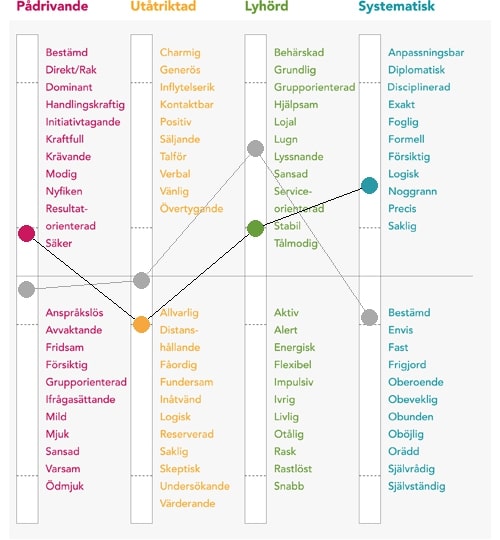 Pådrivande
Utåtriktad
Lyhörd
Systematisk
Bestämd
Direkt/Rak
Dominant
Handlingskraftig
Initiativtagande
Kraftfull
Krävande
Modig
Nyfiken
Resultat-
orienterad
Säker
Charmig
Generös
Inflytelserik
Kontaktbar
Positiv
Säljande
Talför
Verbal
Vänlig
Övertygande
Behärskad
Grundlig
Grupporienterad
Hjälpsam
Lojal
Lugn
Lyssnande
Sansad
Service-
orienterad
Stabil
Tålmodig
Anpassningsbar
Diplomatisk
Disciplinerad
Exakt
Foglig
Formell
Försiktig
Logisk
Noggrann
Precis
Saklig
Anspråkslös
Avvaktande
Fridsam
Försiktig
Grupporienterad
Ifrågasättande
Mild
Mjuk
Sansad
Varsam
Ödmjuk
Allvarlig
Distans-
hållande
Fåordig
Fundersam
Inåtvänd
Logisk
Reserverad
Saklig
Skeptisk
Undersökande
Värderande
Aktiv
Alert
Energisk
Flexibel
Impulsiv
Ivrig
Livlig
Otålig
Rask
Rastlöst
Snabb
Bestämd
Envis
Fast
Frigjord
Oberoende
Obeveklig
Obunden
Oböjlig
Orädd
Självrådig
Självständig